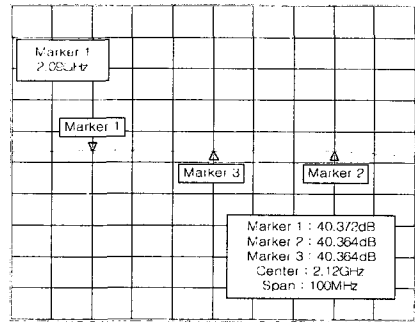 Marker 1
2.09GHz
Marker 1
Marker 3
Marker 2
Marker 1 : 40.372dB
Marker 2 : 40.364dB
Marker 3 : 40.364dB
Center : 2.12GHz
Span : 100MHz